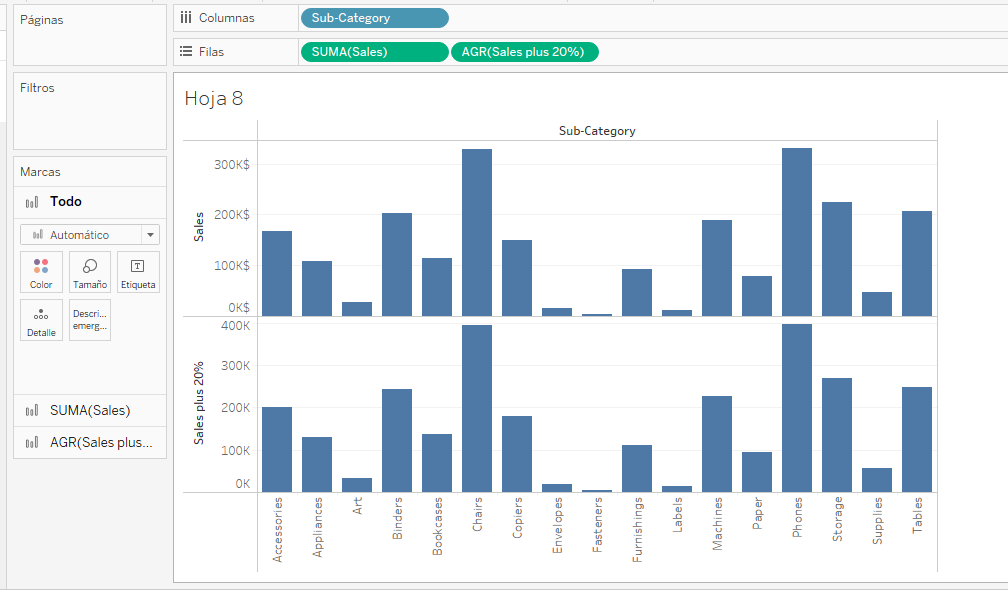 Páginas
Columnas
Sub-Category
Filas
SUMA(Sales)
AGR(Sales plus 20%)
Filtros
Marcas
Todo
Automático
Color
Tamaño
Etiqueta
Detalle
Descri...
emerg...
SUMA(Sales)
AGR(Sales plus...
Hoja 8
Sub-Category
Sales
300K$
200K$
100K$
0K$
Sales plus 20%
400K
300K
200K
100K
0K
Accessories
Appliances
Art
Binders
Bookcases
Chairs
Copiers
Envelopes
Fasteners
Furnishings
Labels
Machines
Paper
Phones
Storage
Supplies
Tables